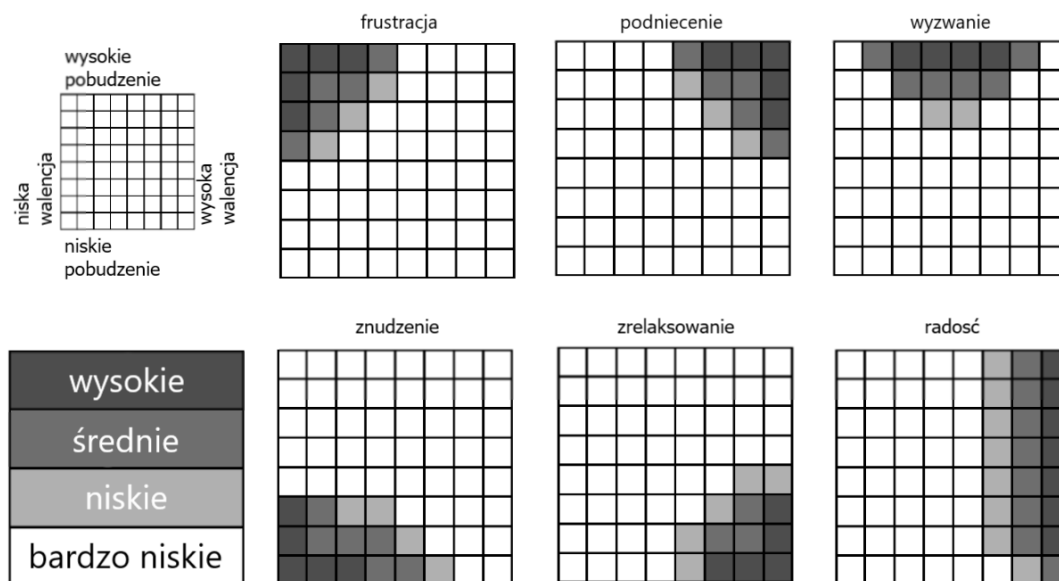 frustracja
podniecenie
wyzwanie
wysokie
pobudzenie
niska
walencja
wysoka
walencja
niskie
pobudzenie
znudzenie
zrelaksowanie
radość
wysokie
średnie
niskie
bardzo niskie